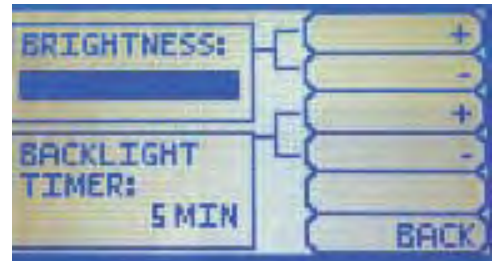 BRIGHTNESS:
+
-
+
-
BACKLIGHT
TIMER:
5 MIN
BACK